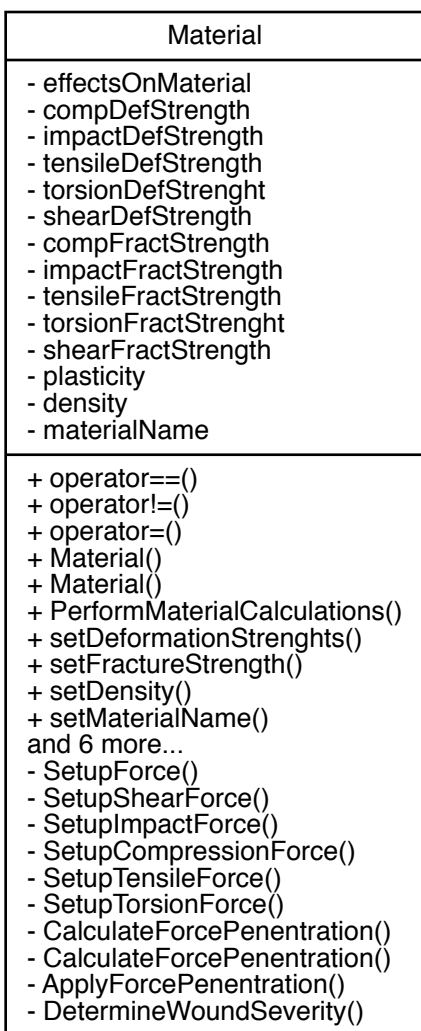 Material
- effectsOnMaterial
- compDefStrength
- impactDefStrength
- tensileDefStrength
- torsionDefStrenght
- shearDefStrength
- compFractStrength
- impactFractStrength
- tensileFractStrength
- torsionFractStrenght
- shearFractStrength
- plasticity
- density
- materialName
+ operator==()
+ operator!=()
+ operator=()
+ Material()
+ Material()
+ PerformMaterialCalculations()
+ setDeformationStrenghts()
+ setFractureStrength()
+ setDensity()
+ setMaterialName()
and 6 more...
- SetupForce()
- SetupShearForce()
- SetupImpactForce()
- SetupCompressionForce()
- SetupTensileForce()
- SetupTorsionForce()
- CalculateForcePenentration()
- CalculateForcePenentration()
- ApplyForcePenentration()
- DetermineWoundSeverity()